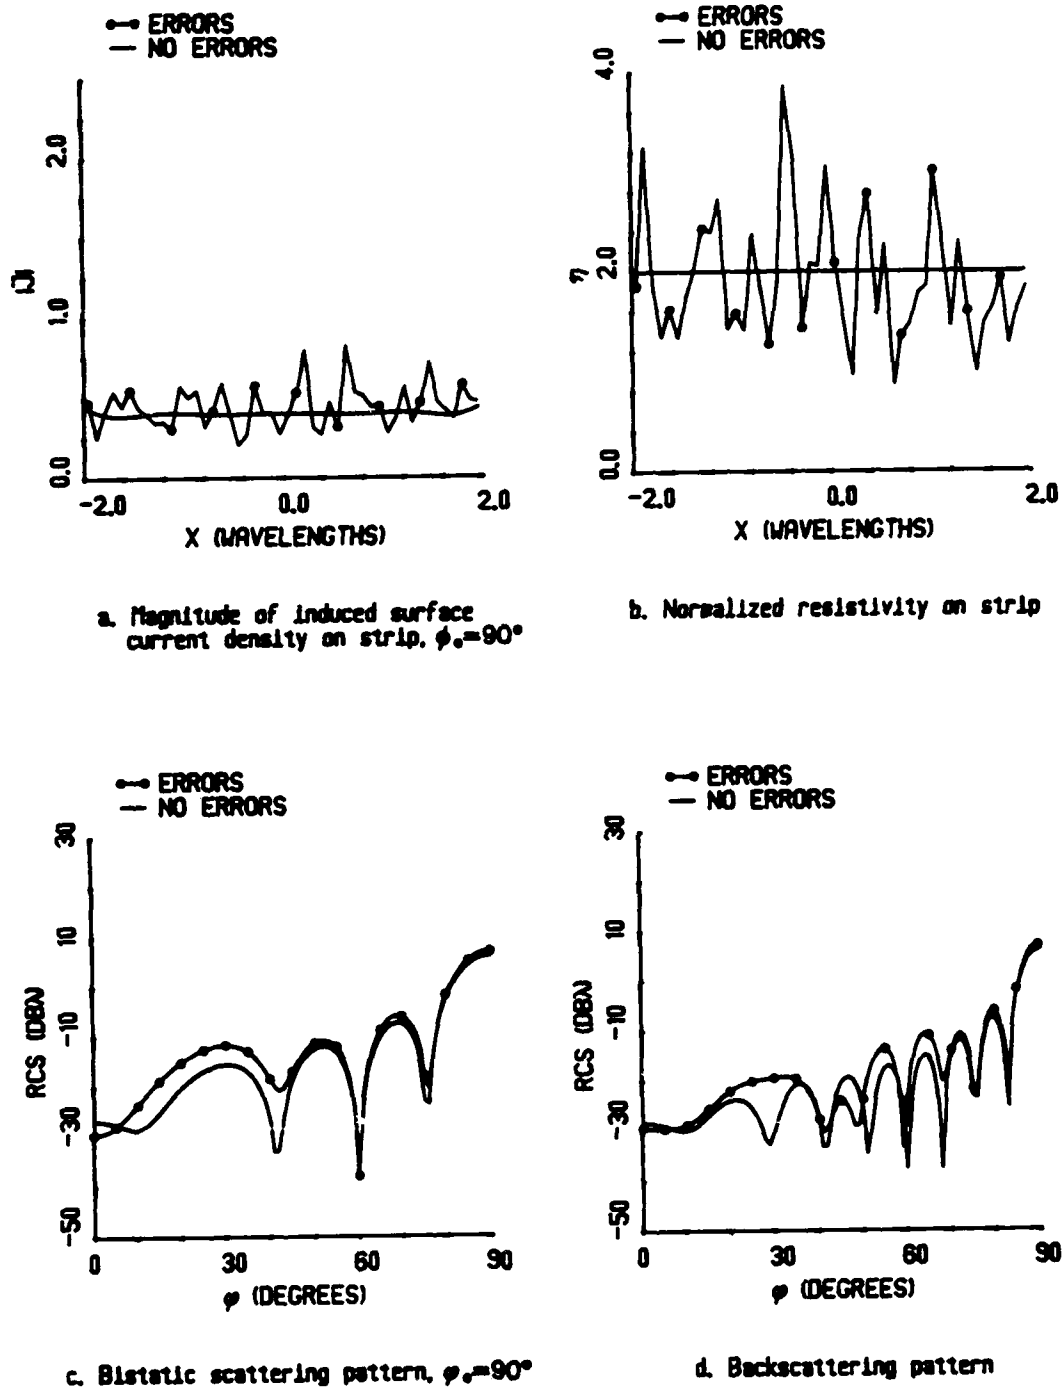 ERRORS
NO ERRORS
2.0
1.0
0.0
|J|
-2.0 0.0 2.0
X (WAVELENGTHS)
a. Magnitude of induced surface
current density on strip, ϕ₀=90°
ERRORS
NO ERRORS
4.0
2.0
0.0
η
-2.0 0.0 2.0
X (WAVELENGTHS)
b. Normalized resistivity on strip
ERRORS
NO ERRORS
30
10
-10
-30
-50
RCS (DBλ)
0 30 60 90
φ (DEGREES)
c. Bistatic scattering pattern, φ₀=90°
ERRORS
NO ERRORS
30
10
-10
-30
-50
RCS (DBλ)
0 30 60 90
φ (DEGREES)
d. Backscattering pattern